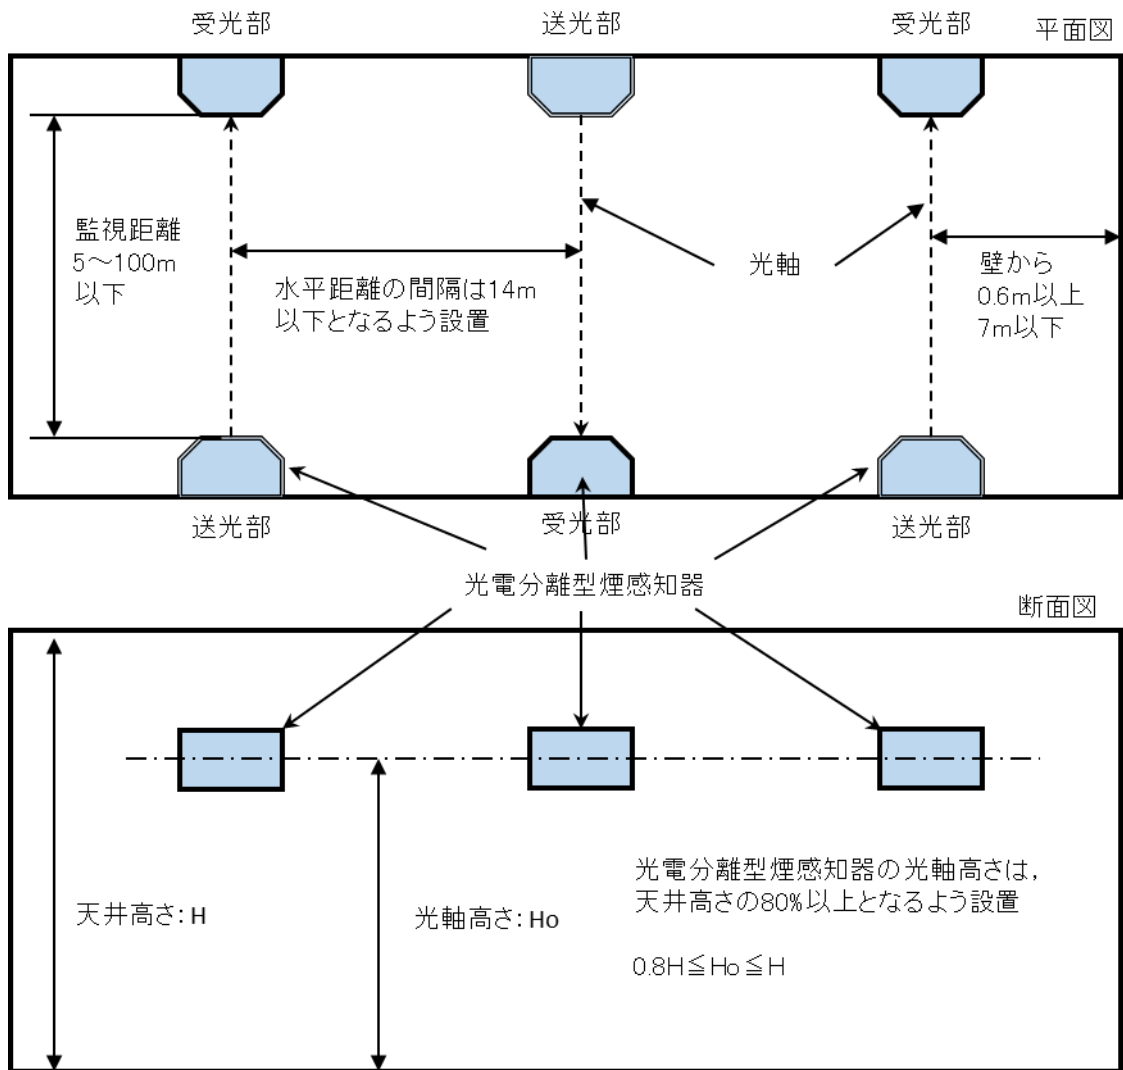 受光部
送光部
受光部
平面図
監視距離
5～100m
以下
水平距離の間隔は14m
以下となるよう設置
光軸
壁から
0.6m以上
7m以下
送光部
受光部
送光部
光電分離型煙感知器
断面図
天井高さ:H
光軸高さ:Ho
光電分離型煙感知器の光軸高さは,
天井高さの80%以上となるよう設置
0.8H≦Ho≦H